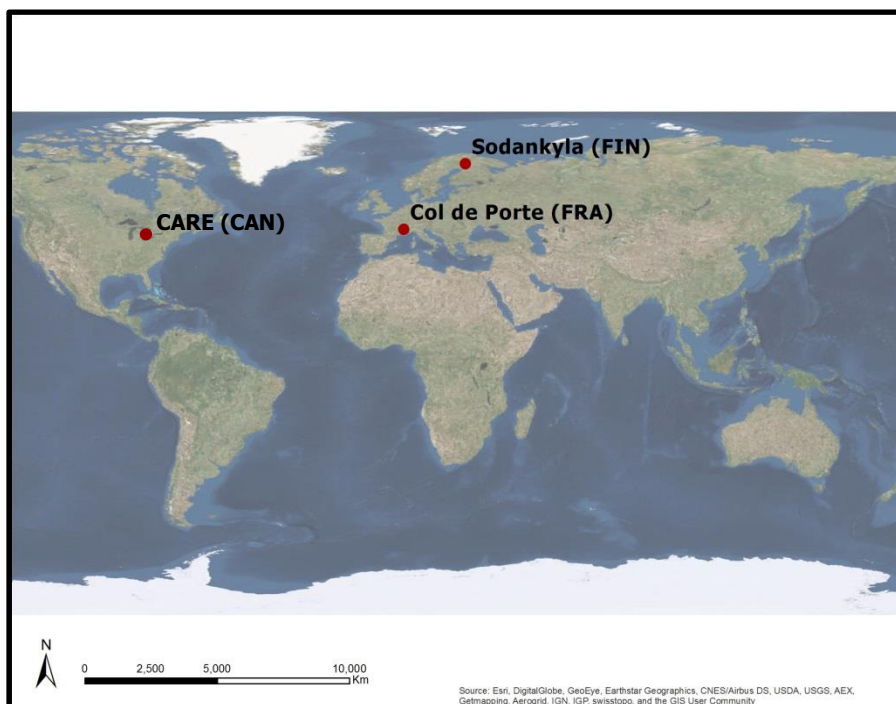 Sodankyla (FIN)
Col de Porte (FRA)
CARE (CAN)
N
0 2,500 5,000 10,000
Km
Source: Esri, DigitalGlobe, GeoEye, Earthstar Geographics, CNES/Airbus DS, USDA, USGS, AEX,
Getmapping, Aerogrid, IGN, IGP, swisstopo, and the GIS User Community